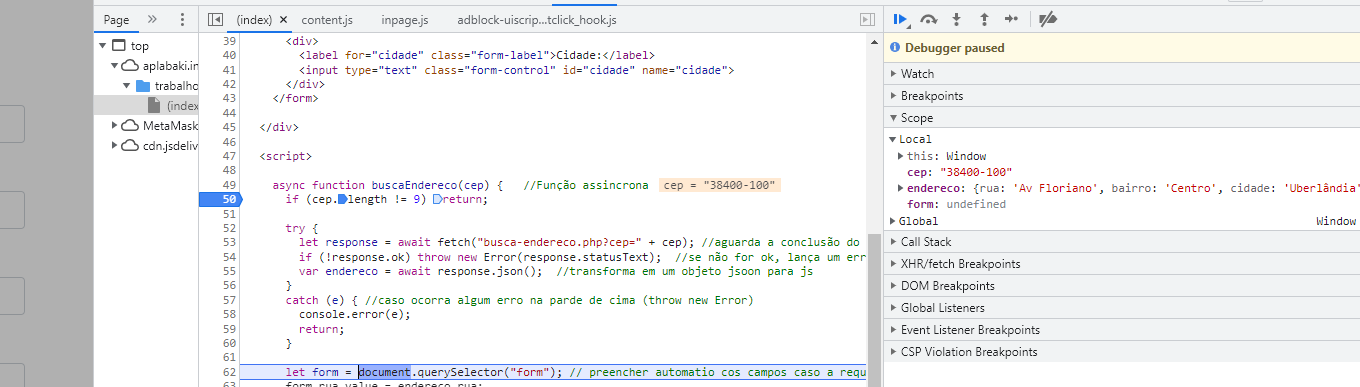 Page
(index)
content.js
inpage.js
adblock-uiscrip...tclick_hook.js
top
aplabaki.in
trabalho
(index
MetaMask
cdn.jsdeliv
39 <div>
40 <label for="cidade" class="form-label">Cidade:</label>
41 <input type="text" class="form-control" id="cidade" name="cidade">
42 </div>
43 </form>
44
45 </div>
46
47 <script>
48
49 async function buscaEndereco(cep) { //Função assincrona cep = "38400-100"
50 if (cep.length != 9) return;
51
52 try {
53 let response = await fetch("busca-endereco.php?cep=" + cep); //aguarda a conclusão do
54 if (!response.ok) throw new Error(response.statusText); //se não for ok, lança um err
55 var endereco = await response.json(); //transforma em um objeto jsoon para js
56 }
57 catch (e) { //caso ocorra algum erro na parde de cima (throw new Error)
58 console.error(e);
59 return;
60 }
61
62 let form = document.querySelector("form"); // preencher automatio cos campos caso a requ
63 form.rua.value = endereco.rua;
Debugger paused
Watch
Breakpoints
Scope
Local
this: Window
cep: "38400-100"
endereco: {rua: 'Av Floriano', bairro: 'Centro', cidade: 'Uberlândia'
form: undefined
Global Window
Call Stack
XHR/fetch Breakpoints
DOM Breakpoints
Global Listeners
Event Listener Breakpoints
CSP Violation Breakpoints